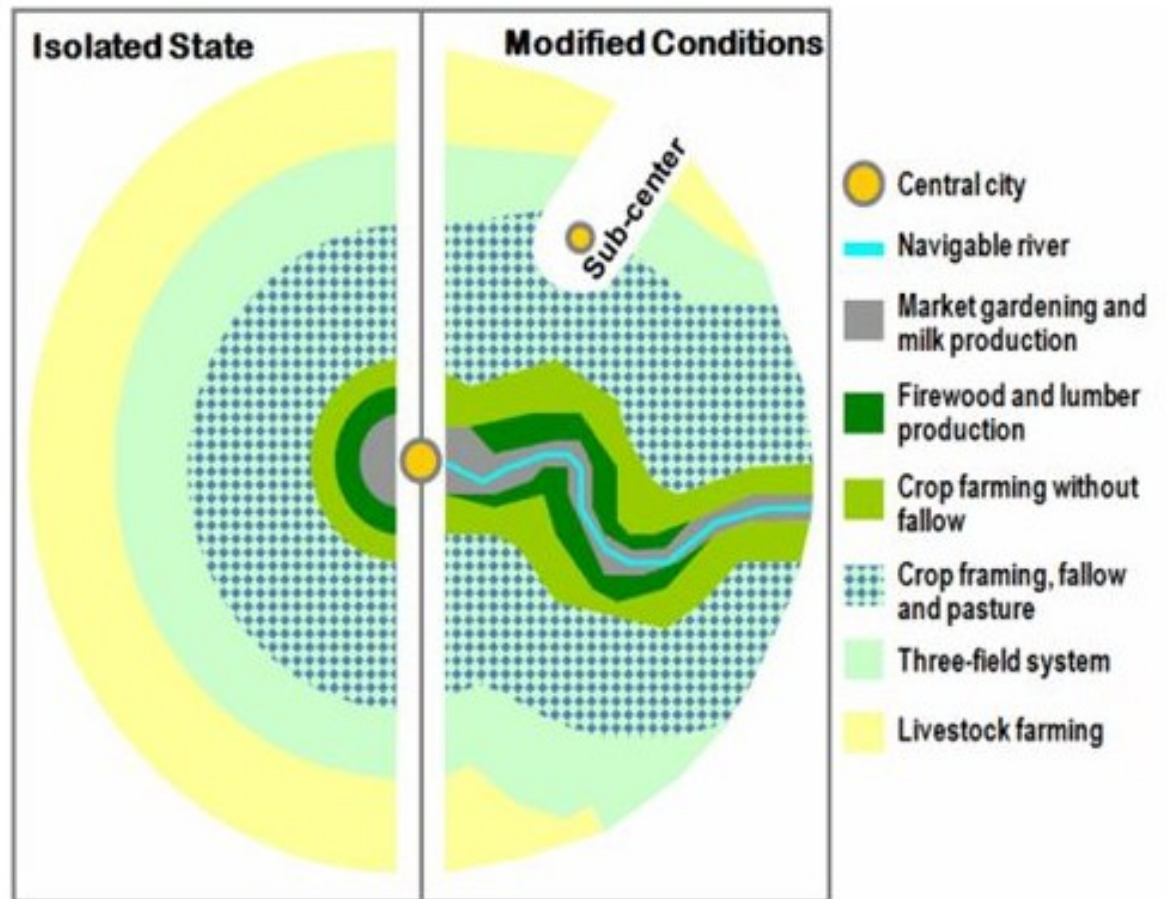 Isolated State
Modified Conditions
Sub-center
Central city
Navigable river
Market gardening and
milk production
Firewood and lumber
production
Crop farming without
fallow
Crop framing, fallow
and pasture
Three-field system
Livestock farming